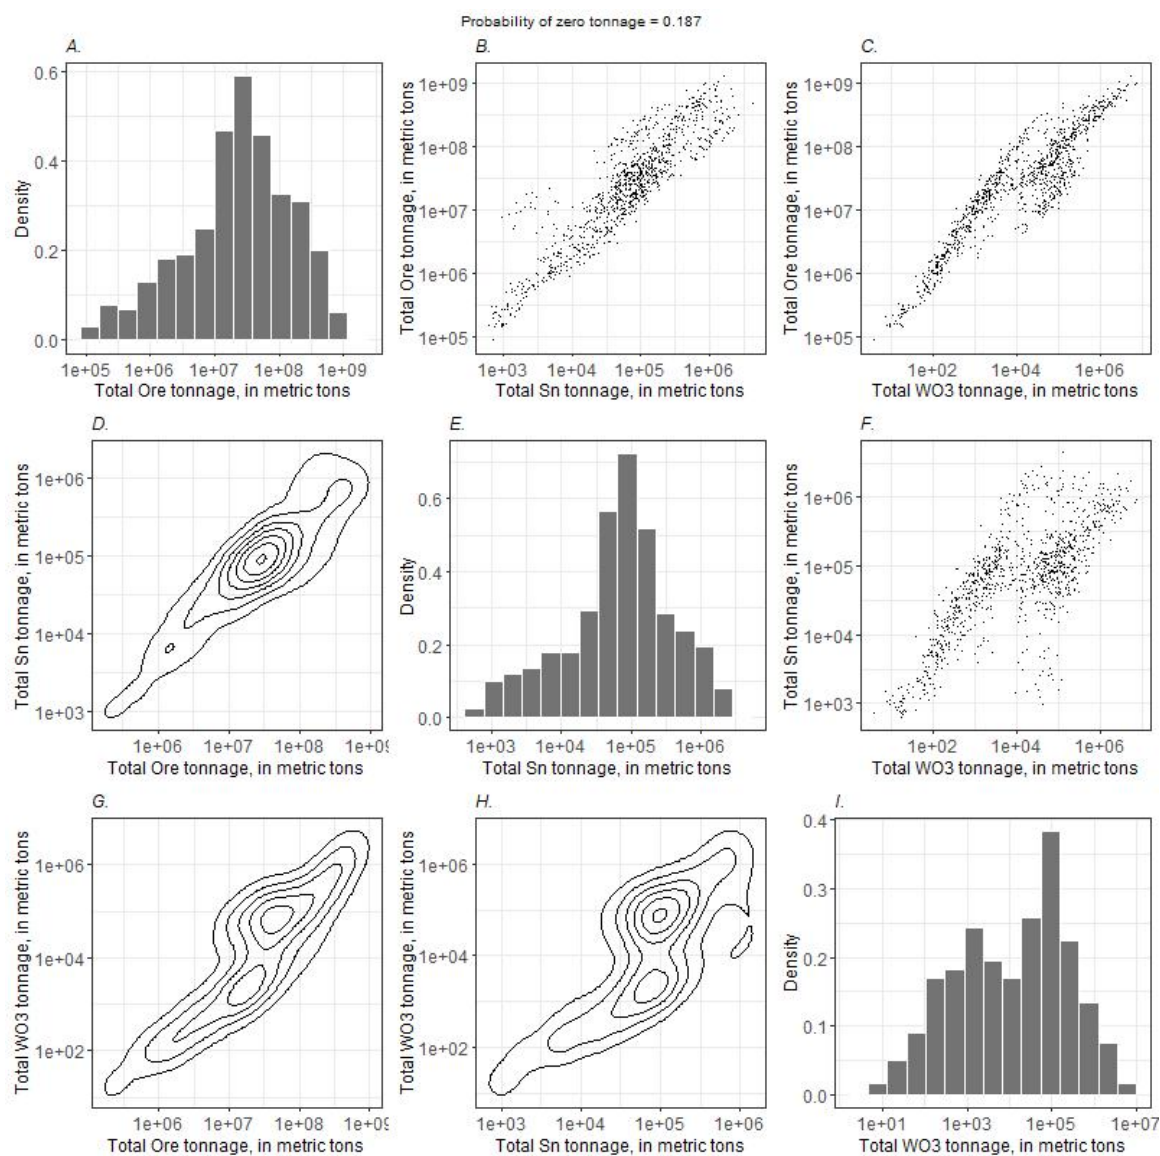 Probability of zero tonnage = 0.187
A.
Density
0.6
0.4
0.2
0.0
1e+05 1e+06 1e+07 1e+08 1e+09
Total Ore tonnage, in metric tons
B.
Total Ore tonnage, in metric tons
1e+09
1e+08
1e+07
1e+06
1e+05
1e+03 1e+04 1e+05 1e+06
Total Sn tonnage, in metric tons
C.
Total Ore tonnage, in metric tons
1e+09
1e+08
1e+07
1e+06
1e+05
1e+02 1e+04 1e+06
Total WO3 tonnage, in metric tons
D.
Total Sn tonnage, in metric tons
1e+06
1e+05
1e+04
1e+03
1e+06 1e+07 1e+08 1e+09
Total Ore tonnage, in metric tons
E.
Density
0.6
0.4
0.2
0.0
1e+03 1e+04 1e+05 1e+06
Total Sn tonnage, in metric tons
F.
Total Sn tonnage, in metric tons
1e+06
1e+05
1e+04
1e+03
1e+02 1e+04 1e+06
Total WO3 tonnage, in metric tons
G.
Total WO3 tonnage, in metric tons
1e+06
1e+04
1e+02
1e+06 1e+07 1e+08 1e+09
Total Ore tonnage, in metric tons
H.
Total WO3 tonnage, in metric tons
1e+06
1e+04
1e+02
1e+03 1e+04 1e+05 1e+06
Total Sn tonnage, in metric tons
I.
Density
0.4
0.3
0.2
0.1
0.0
1e+01 1e+03 1e+05 1e+07
Total WO3 tonnage, in metric tons